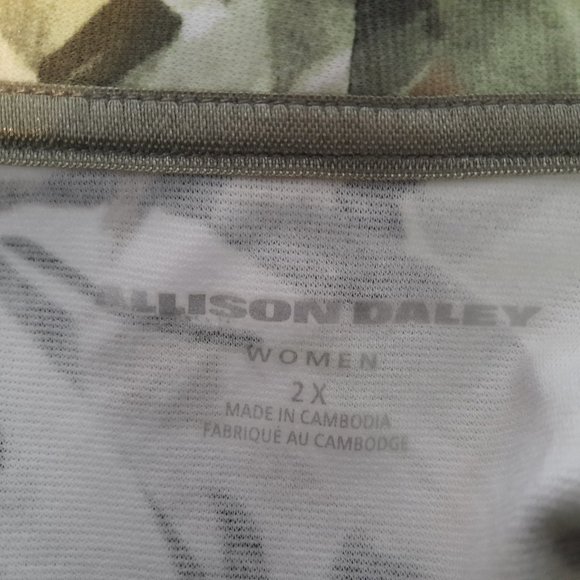 ALLISON DALEY
WOMEN
2X
MADE IN CAMBODIA
FABRIQUÉ AU CAMBODGE